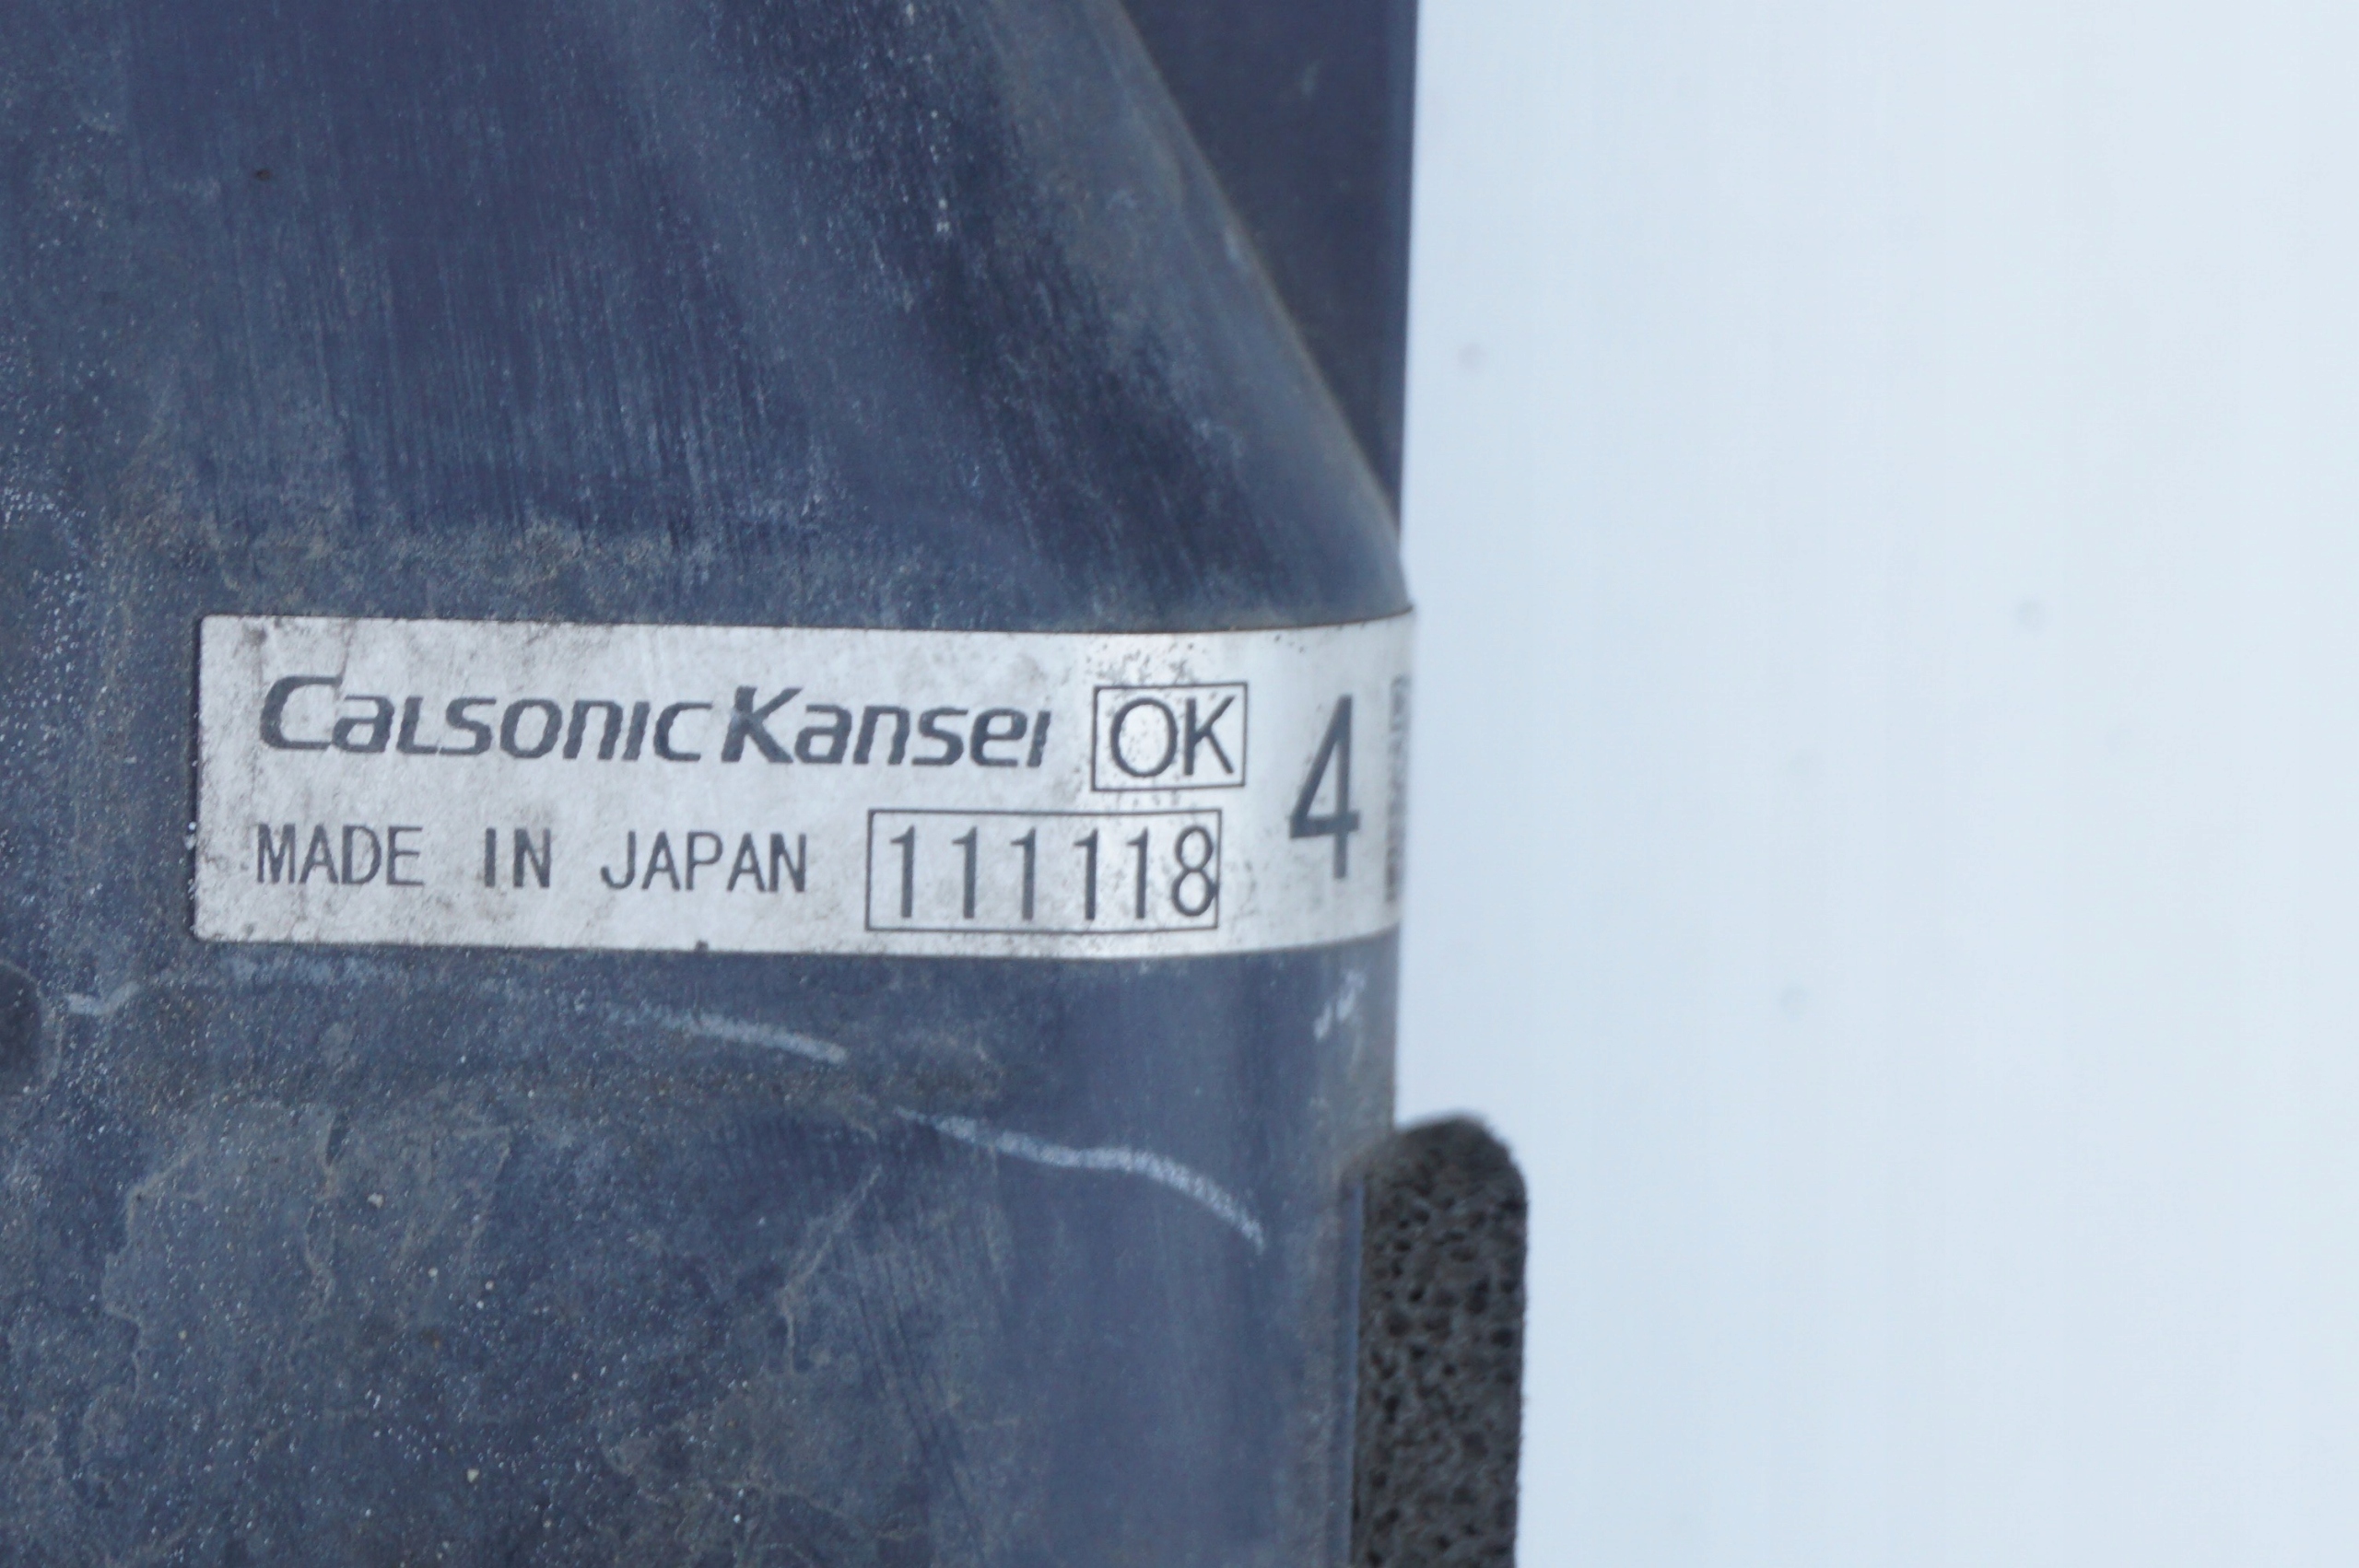 CalsonicKansei OK 4
MADE IN JAPAN 111118